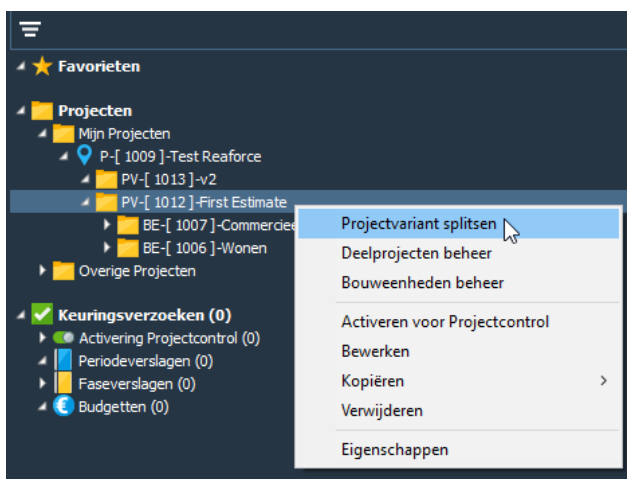 Favorieten
Projecten
Mijn Projecten
P-[ 1009 ]-Test Reaforce
PV-[ 1013 ]-v2
PV-[ 1012 ]-First Estimate
BE-[ 1007 ]-Commerciee
BE-[ 1006 ]-Wonen
Overige Projecten
Keuringsverzoeken (0)
Activering Projectcontrol (0)
Periodeverslagen (0)
Faseverslagen (0)
Budgetten (0)
Projectvariant splitsen
Deelprojecten beheer
Bouweenheden beheer
Activeren voor Projectcontrol
Bewerken
Kopiëren
Verwijderen
Eigenschappen